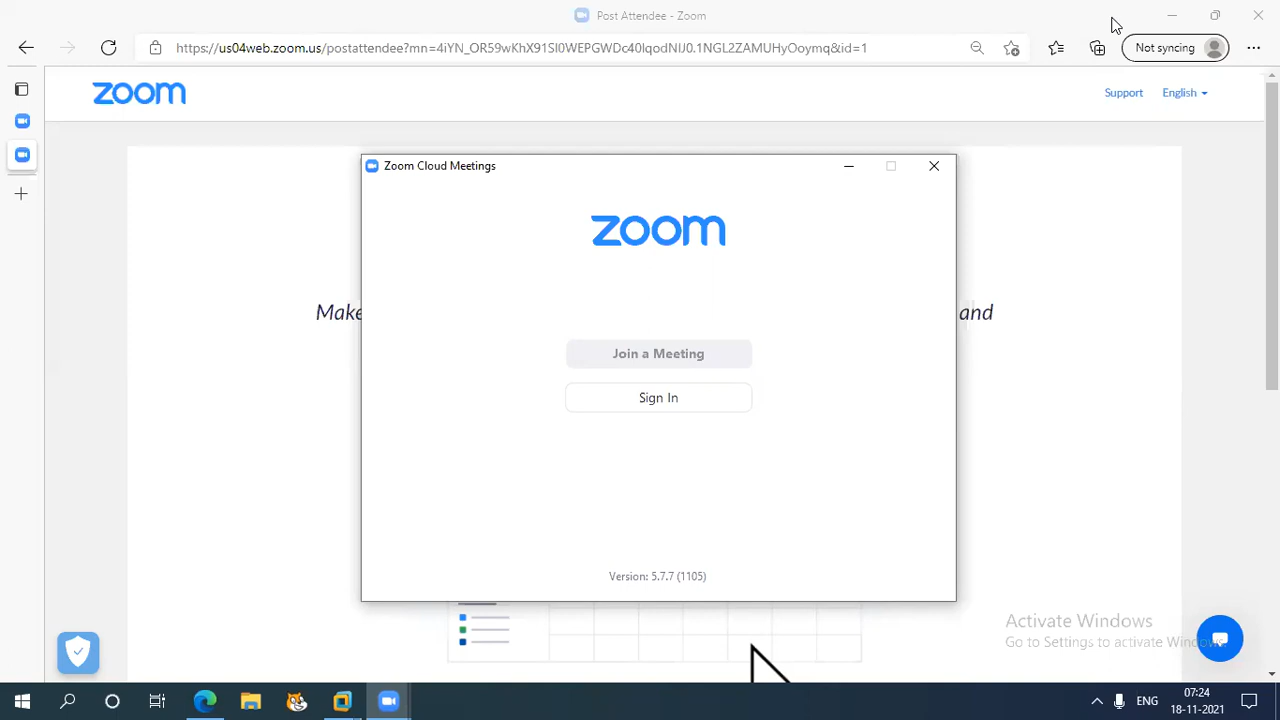 Post Attendee - Zoom
https://us04web.zoom.us/postattendee?mn=4iYN_OR59wKhX91Sl0WEPGWDc40lqodNIJ0.1NGL2ZAMUHyOoymq&id=1
Not syncing
zoom
Support
English
Zoom Cloud Meetings
zoom
Make
and
Join a Meeting
Sign In
Version: 5.7.7 (1105)
Activate Windows
Go to Settings to activate Windows.
ENG
07:24
18-11-2021